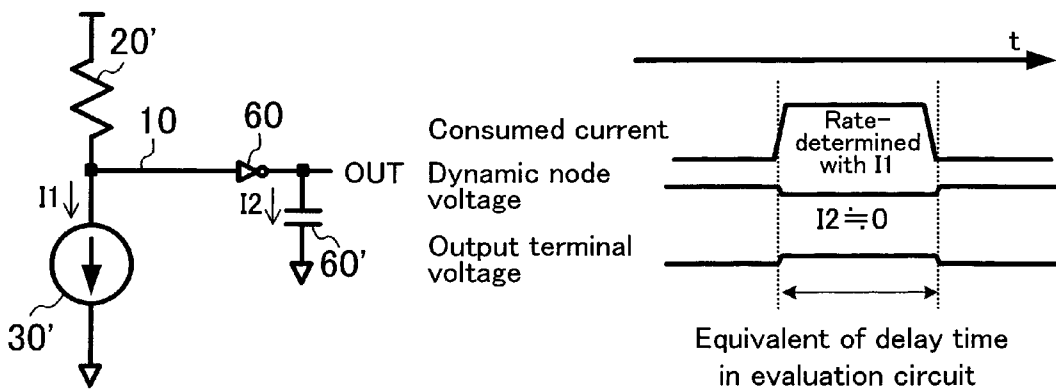 20'
10
60
I1
I2
OUT
60'
30'
t
Consumed current
Rate-
determined
with I1
Dynamic node
voltage
I2≒0
Output terminal
voltage
Equivalent of delay time
in evaluation circuit